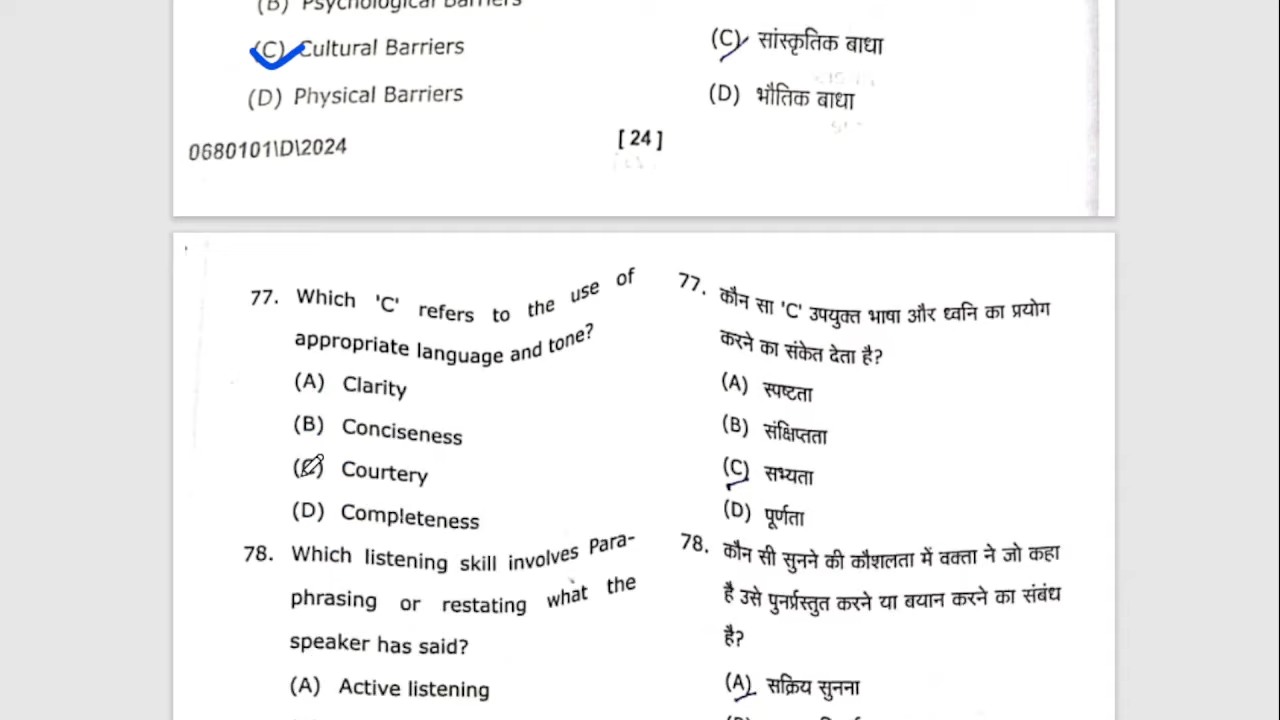 (B) Psychological Barriers
(C) Cultural Barriers
(D) Physical Barriers
(C) सांस्कृतिक बाधा
(D) भौतिक बाधा
0680101\D\2024
[ 24 ]
77. Which 'C' refers to the use of
appropriate language and tone?
(A) Clarity
(B) Conciseness
(C) Courtery
(D) Completeness
78. Which listening skill involves Para-
phrasing or restating what the
speaker has said?
(A) Active listening
77. कौन सा 'C' उपयुक्त भाषा और ध्वनि का प्रयोग
करने का संकेत देता है?
(A) स्पष्टता
(B) संक्षिप्तता
(C) सभ्यता
(D) पूर्णता
78. कौन सी सुनने की कौशलता में वक्ता ने जो कहा
है उसे पुनर्प्रस्तुत करने या बयान करने का संबंध
है?
(A) सक्रिय सुनना